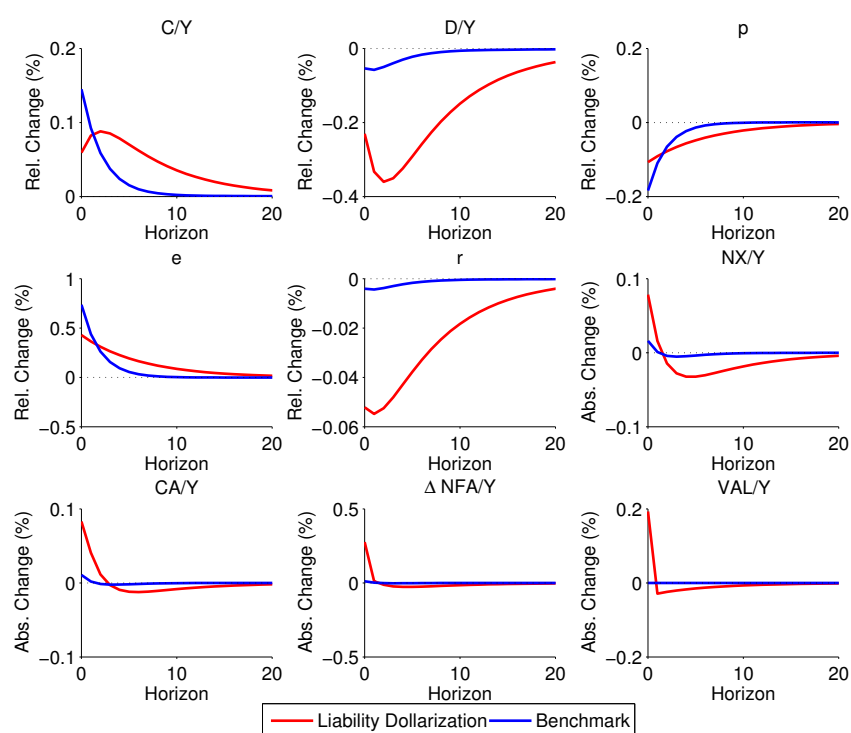 C/Y
Rel. Change (%)
0.2
0.1
0
0
10
20
Horizon
D/Y
Rel. Change (%)
0
−0.2
−0.4
0
10
20
Horizon
p
Rel. Change (%)
0.2
0
−0.2
0
10
20
Horizon
e
Rel. Change (%)
1
0.5
0
−0.5
0
10
20
Horizon
r
Rel. Change (%)
0
−0.02
−0.04
−0.06
0
10
20
Horizon
NX/Y
Abs. Change (%)
0.1
0
−0.1
0
10
20
Horizon
CA/Y
Abs. Change (%)
0.1
0
−0.1
0
10
20
Horizon
Δ NFA/Y
Abs. Change (%)
0.5
0
−0.5
0
10
20
Horizon
VAL/Y
Abs. Change (%)
0.2
0
−0.2
0
10
20
Horizon
Liability Dollarization
Benchmark